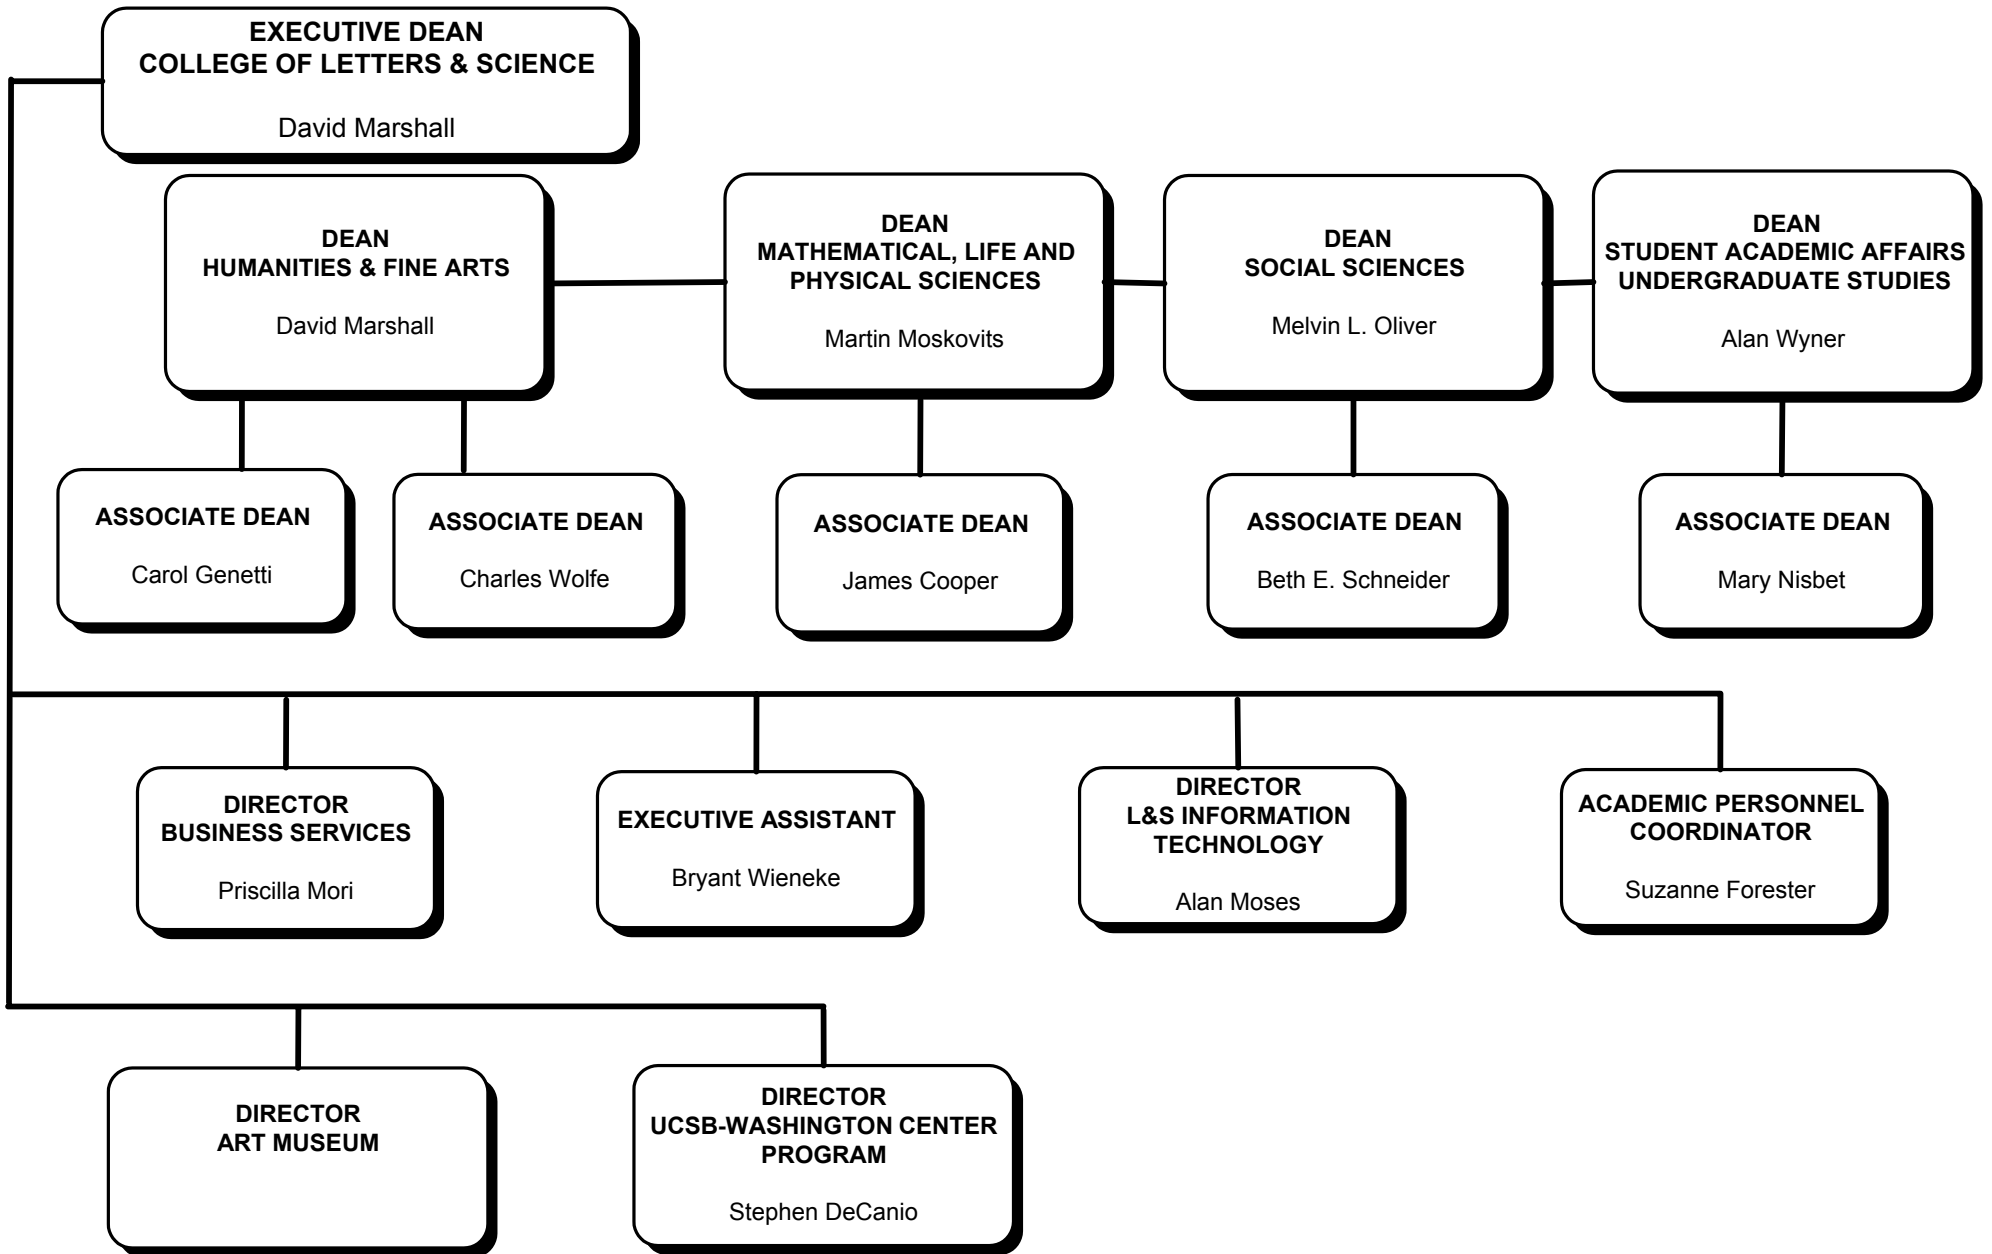 EXECUTIVE DEAN
COLLEGE OF LETTERS & SCIENCE
David Marshall
DEAN
HUMANITIES & FINE ARTS
David Marshall
DEAN
MATHEMATICAL, LIFE AND
PHYSICAL SCIENCES
Martin Moskovits
DEAN
SOCIAL SCIENCES
Melvin L. Oliver
DEAN
STUDENT ACADEMIC AFFAIRS
UNDERGRADUATE STUDIES
Alan Wyner
ASSOCIATE DEAN
Carol Genetti
ASSOCIATE DEAN
Charles Wolfe
ASSOCIATE DEAN
James Cooper
ASSOCIATE DEAN
Beth E. Schneider
ASSOCIATE DEAN
Mary Nisbet
DIRECTOR
BUSINESS SERVICES
Priscilla Mori
EXECUTIVE ASSISTANT
Bryant Wieneke
DIRECTOR
L&S INFORMATION
TECHNOLOGY
Alan Moses
ACADEMIC PERSONNEL
COORDINATOR
Suzanne Forester
DIRECTOR
ART MUSEUM
DIRECTOR
UCSB-WASHINGTON CENTER
PROGRAM
Stephen DeCanio